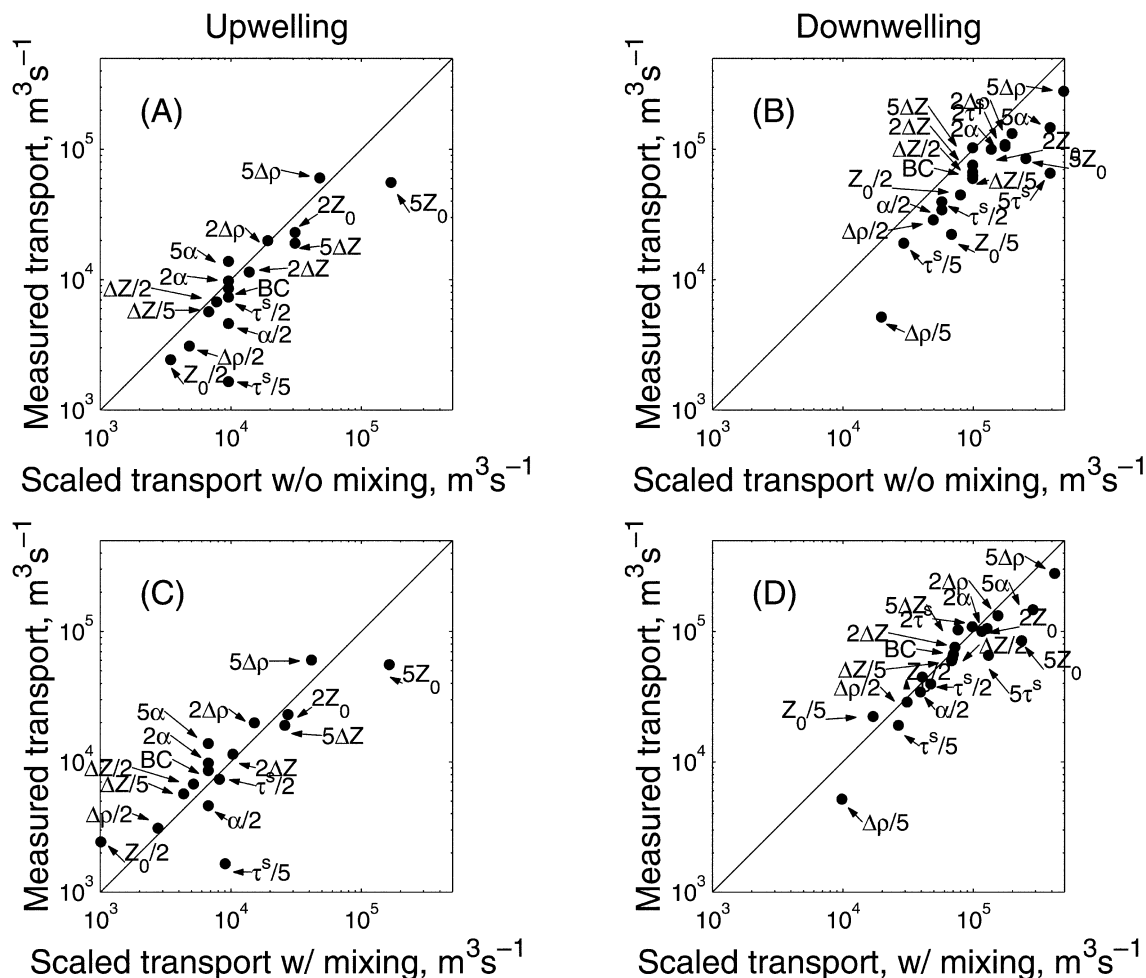 Upwelling
Downwelling
(A)
Measured transport, m³s⁻¹
10⁵
10⁴
10³
5Δρ
5Z₀
2Z₀
2Δρ
5ΔZ
5α
2ΔZ
2α
BC
ΔZ/2
τˢ/2
ΔZ/5
α/2
Δρ/2
Z₀/2
τˢ/5
10³ 10⁴ 10⁵
Scaled transport w/o mixing, m³s⁻¹
(B)
Measured transport, m³s⁻¹
10⁵
10⁴
10³
5Δρ
2Δρ
5ΔZ
2τˢ
5α
2ΔZ
2α
2Z₀
ΔZ/2
5Z₀
BC
ΔZ/5
Z₀/2
5τˢ
α/2
τˢ/2
Δρ/2
Z₀/5
τˢ/5
Δρ/5
10³ 10⁴ 10⁵
Scaled transport w/o mixing, m³s⁻¹
(C)
Measured transport, m³s⁻¹
10⁵
10⁴
10³
5Δρ
5Z₀
2Z₀
5α
2Δρ
5ΔZ
2α
BC
2ΔZ
ΔZ/2
τˢ/2
ΔZ/5
Δρ/2
α/2
Z₀/2
τˢ/5
10³ 10⁴ 10⁵
Scaled transport w/ mixing, m³s⁻¹
(D)
Measured transport, m³s⁻¹
10⁵
10⁴
10³
5Δρ
2Δρ
5α
5ΔZ
2α
2τˢ
2Z₀
2ΔZ
BC
ΔZ/2
ΔZ/5
Z₀/2
τˢ/2
5Z₀
Δρ/2
5τˢ
Z₀/5
α/2
τˢ/5
Δρ/5
10³ 10⁴ 10⁵
Scaled transport, w/ mixing, m³s⁻¹